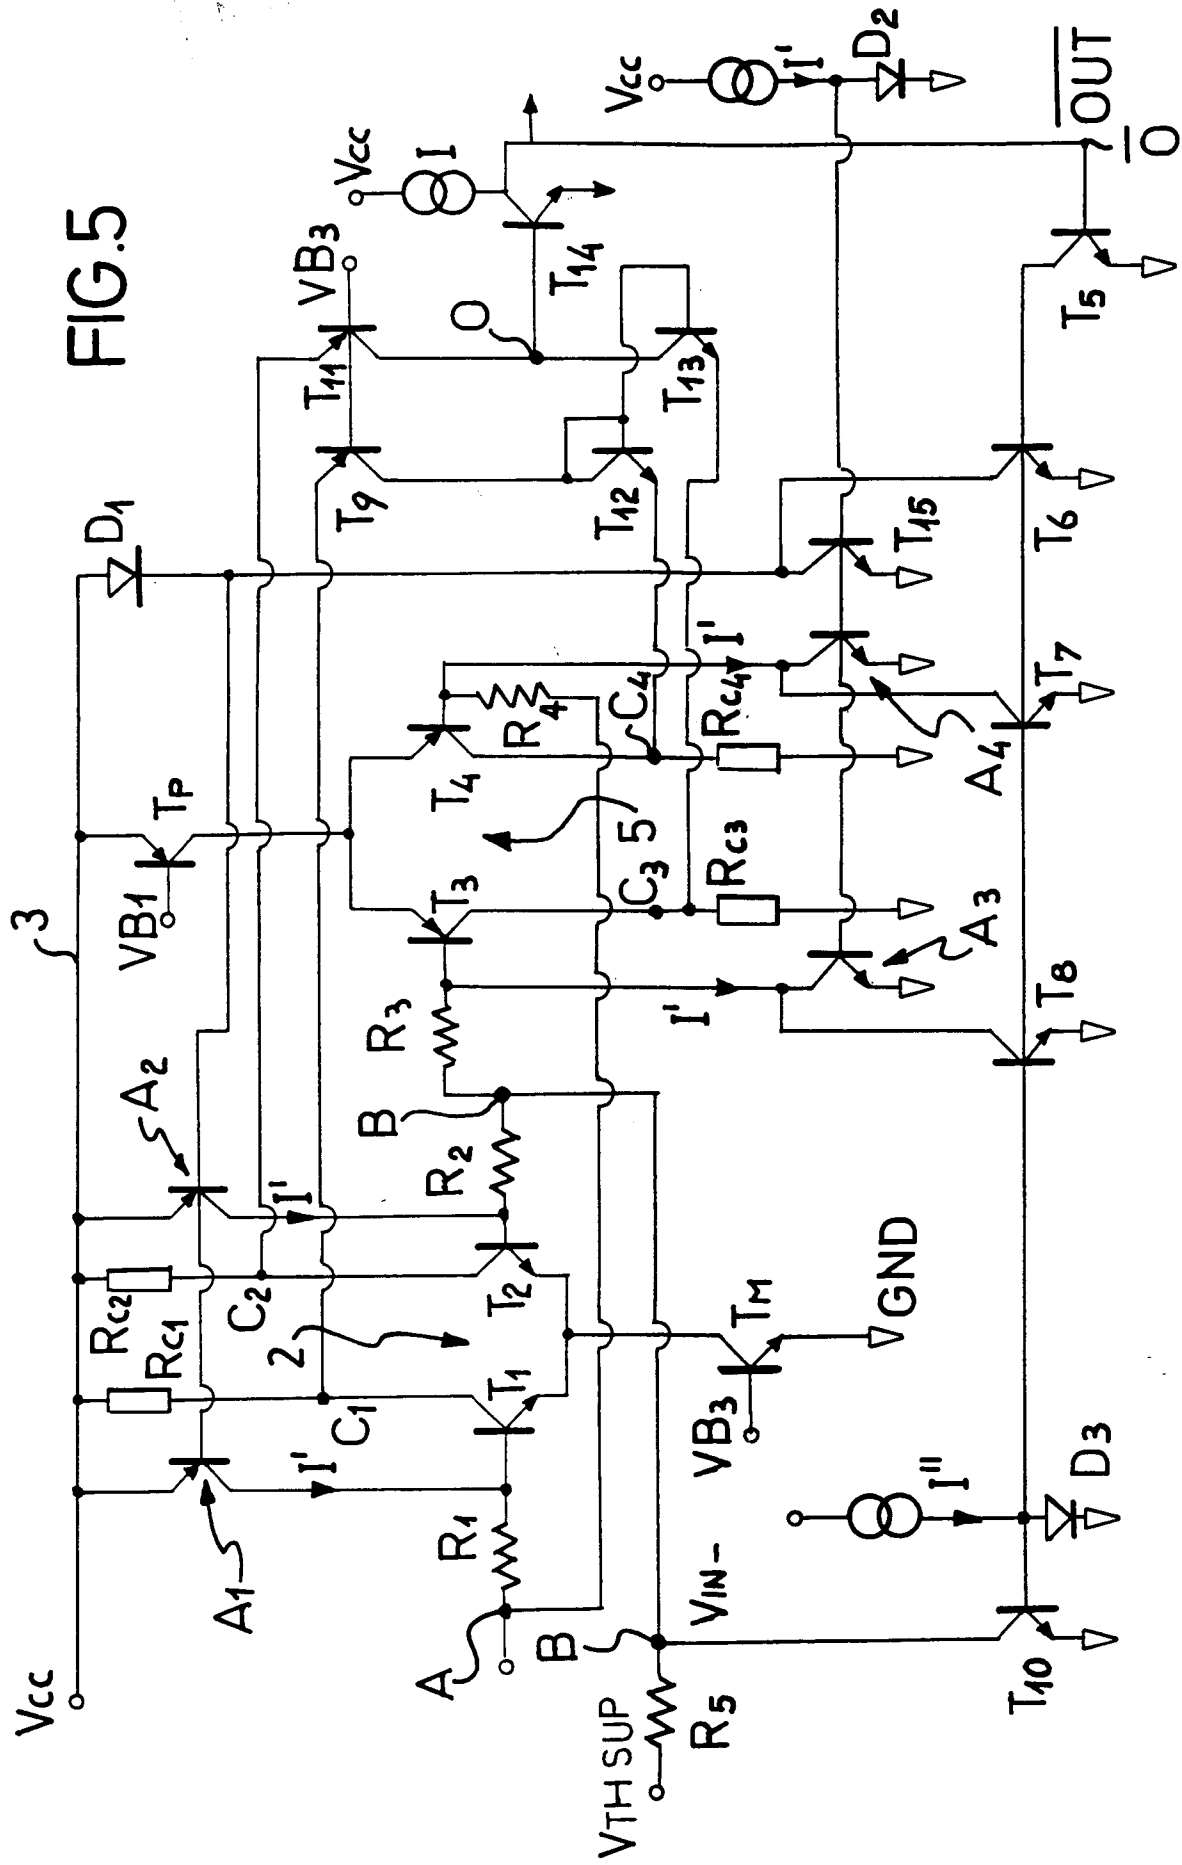 Vcc
3
FIG.5
D1
RC2
A2
VB1
TP
RC1
A1
C2
2
I'
I'
VB3
T11
C1
T9
Vcc
B
R3
A
I
R1
R2
T3
T4
O
T1
T2
R4
T14
B
T12
VTH SUP
C3
5
C4
Vcc
R5
VIN-
VB3
I'
RC3
RC4
I'
T13
TM
I'
D2
GND
T15
I"
A3
A4
T10
D3
T8
T7
T6
T5
OUT
O